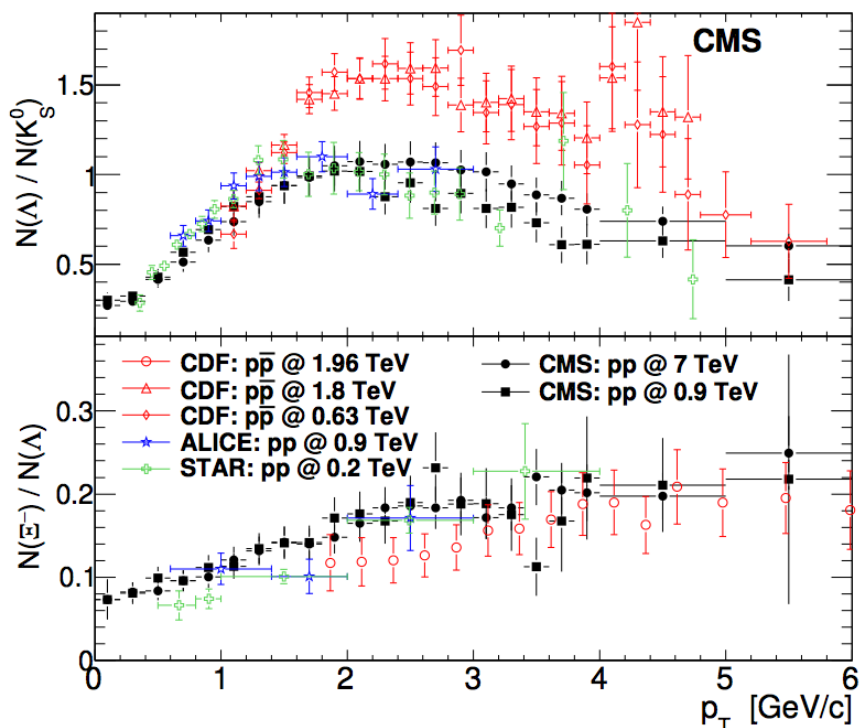 CMS
N(Λ) / N(K⁰_S)
1.5
1
0.5
N(Ξ⁻) / N(Λ)
CDF: pp̅ @ 1.96 TeV
CDF: pp̅ @ 1.8 TeV
CDF: pp̅ @ 0.63 TeV
ALICE: pp @ 0.9 TeV
STAR: pp @ 0.2 TeV
CMS: pp @ 7 TeV
CMS: pp @ 0.9 TeV
0.3
0.2
0.1
0
0 1 2 3 4 5 6
p_T [GeV/c]